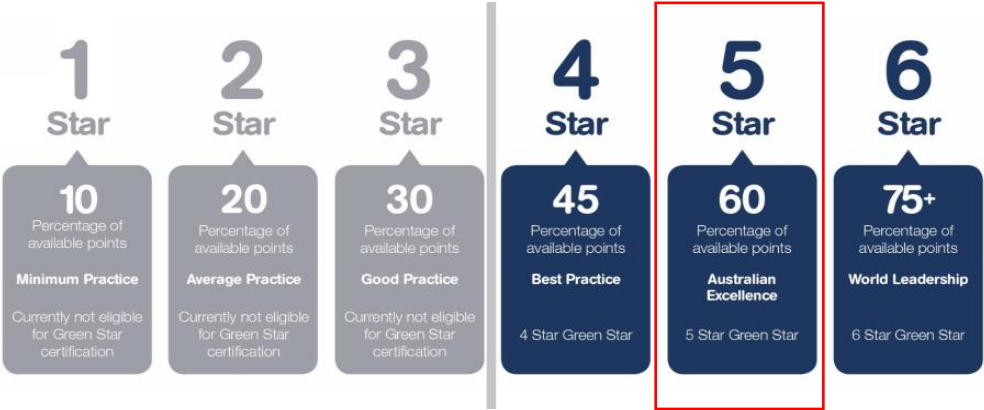 1
Star
10
Percentage of
available points
Minimum Practice
Currently not eligible
for Green Star
certification
2
Star
20
Percentage of
available points
Average Practice
Currently not eligible
for Green Star
certification
3
Star
30
Percentage of
available points
Good Practice
Currently not eligible
for Green Star
certification
4
Star
45
Percentage of
available points
Best Practice
4 Star Green Star
5
Star
60
Percentage of
available points
Australian
Excellence
5 Star Green Star
6
Star
75+
Percentage of
available points
World Leadership
6 Star Green Star